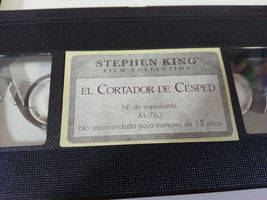 STEPHEN KING
FILM COLLECTION
EL CORTADOR DE CÉSPED
Nº de expediente
41.763
No recomendada para menores de 13 años